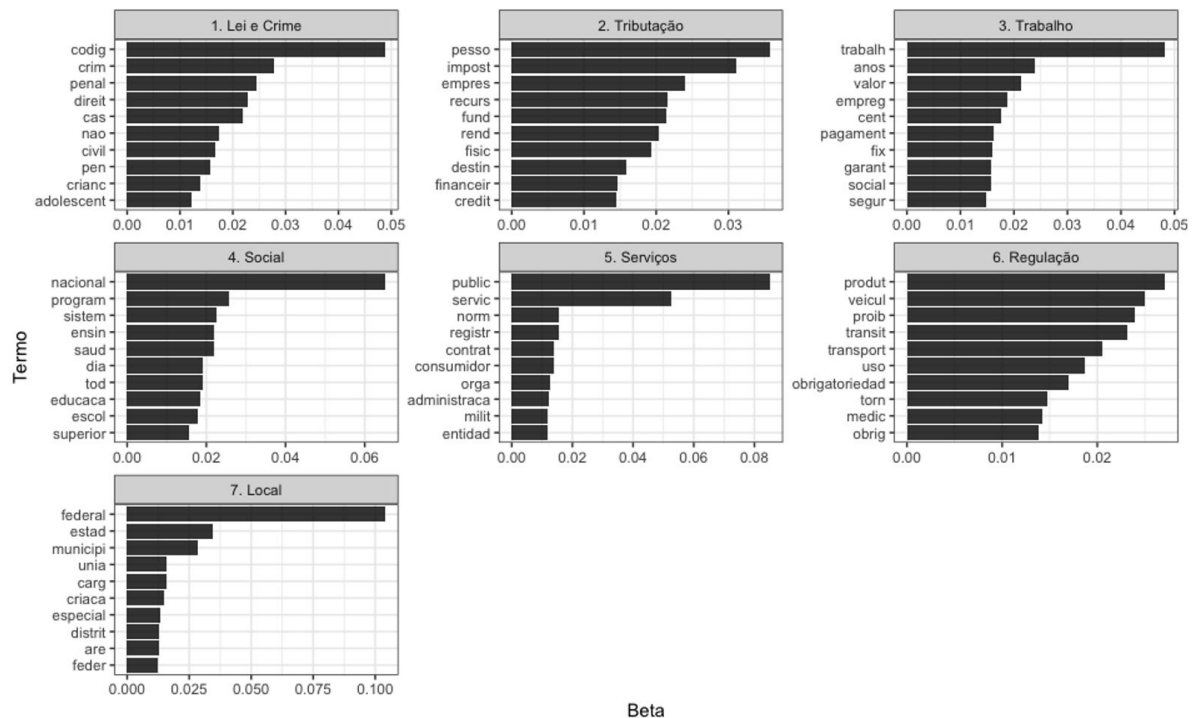 1. Lei e Crime
codig
crim
penal
direit
cas
nao
civil
pen
crianc
adolescent
0.00 0.01 0.02 0.03 0.04 0.05
2. Tributação
pesso
impost
empres
recurs
fund
rend
fisic
destin
financeir
credit
0.00 0.01 0.02 0.03
3. Trabalho
trabalh
anos
valor
empreg
cent
pagament
fix
garant
social
segur
0.00 0.01 0.02 0.03 0.04 0.05
4. Social
nacional
program
sistem
ensin
saud
dia
tod
educaca
escol
superior
0.00 0.02 0.04 0.06
5. Serviços
public
servic
norm
registr
contrat
consumidor
orga
administraca
milit
entidad
0.00 0.02 0.04 0.06 0.08
6. Regulação
produt
veicul
proib
transit
transport
uso
obrigatoriedad
torn
medic
obrig
0.00 0.01 0.02
7. Local
federal
estad
municipi
unia
carg
criaca
especial
distrit
are
feder
0.000 0.025 0.050 0.075 0.100
Termo
Beta